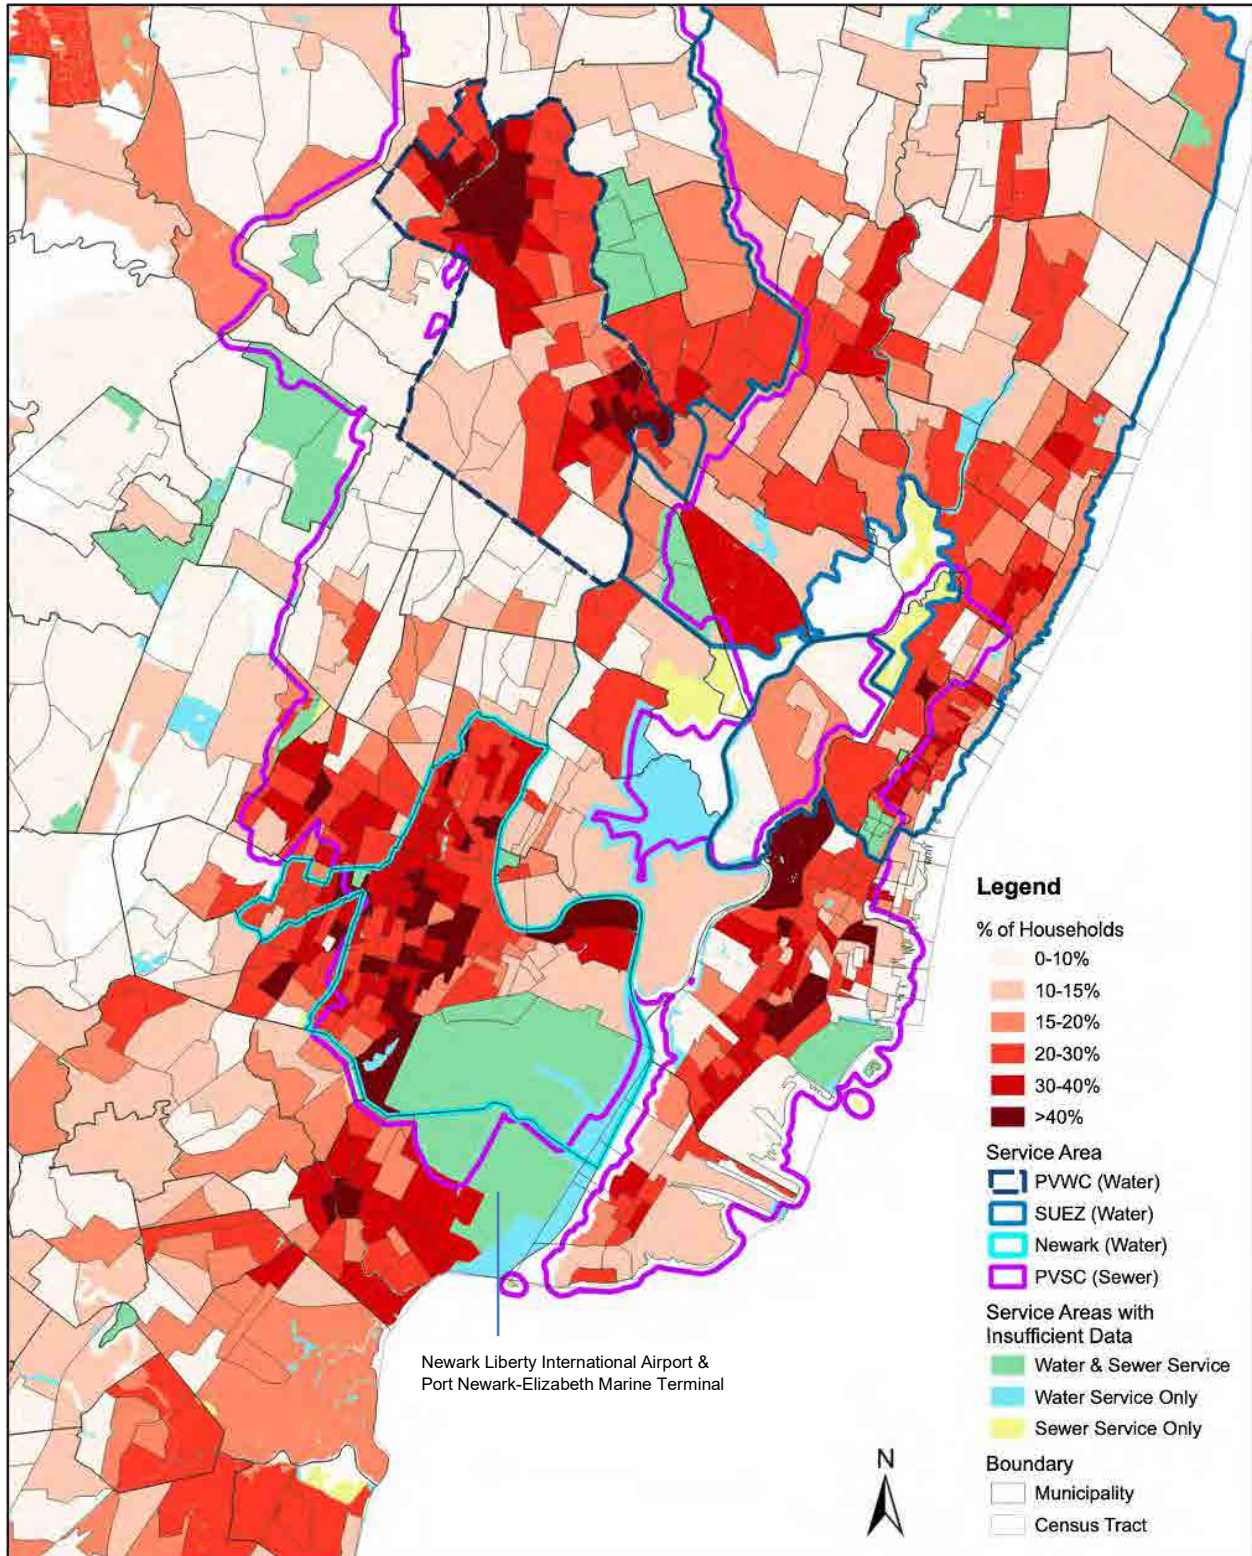 Legend
% of Households
0-10%
10-15%
15-20%
20-30%
30-40%
>40%
Service Area
PVWC (Water)
SUEZ (Water)
Newark (Water)
PVSC (Sewer)
Service Areas with
Insufficient Data
Water & Sewer Service
Water Service Only
Sewer Service Only
Boundary
Municipality
Census Tract
Newark Liberty International Airport &
Port Newark-Elizabeth Marine Terminal
N